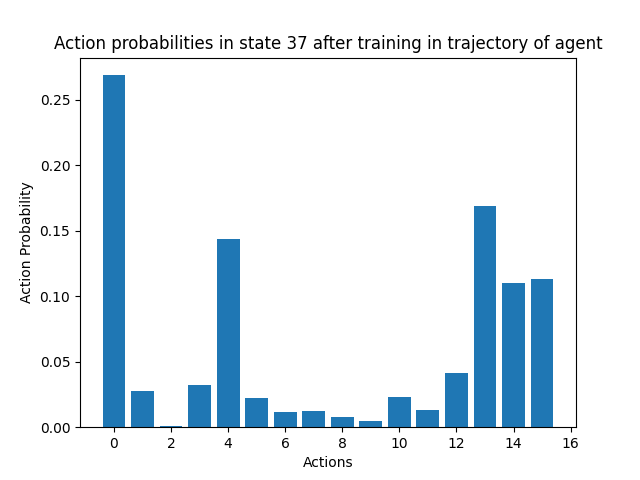 Action probabilities in state 37 after training in trajectory of agent
0.25
0.20
0.15
0.10
0.05
0.00
Action Probability
0 2 4 6 8 10 12 14 16
Actions